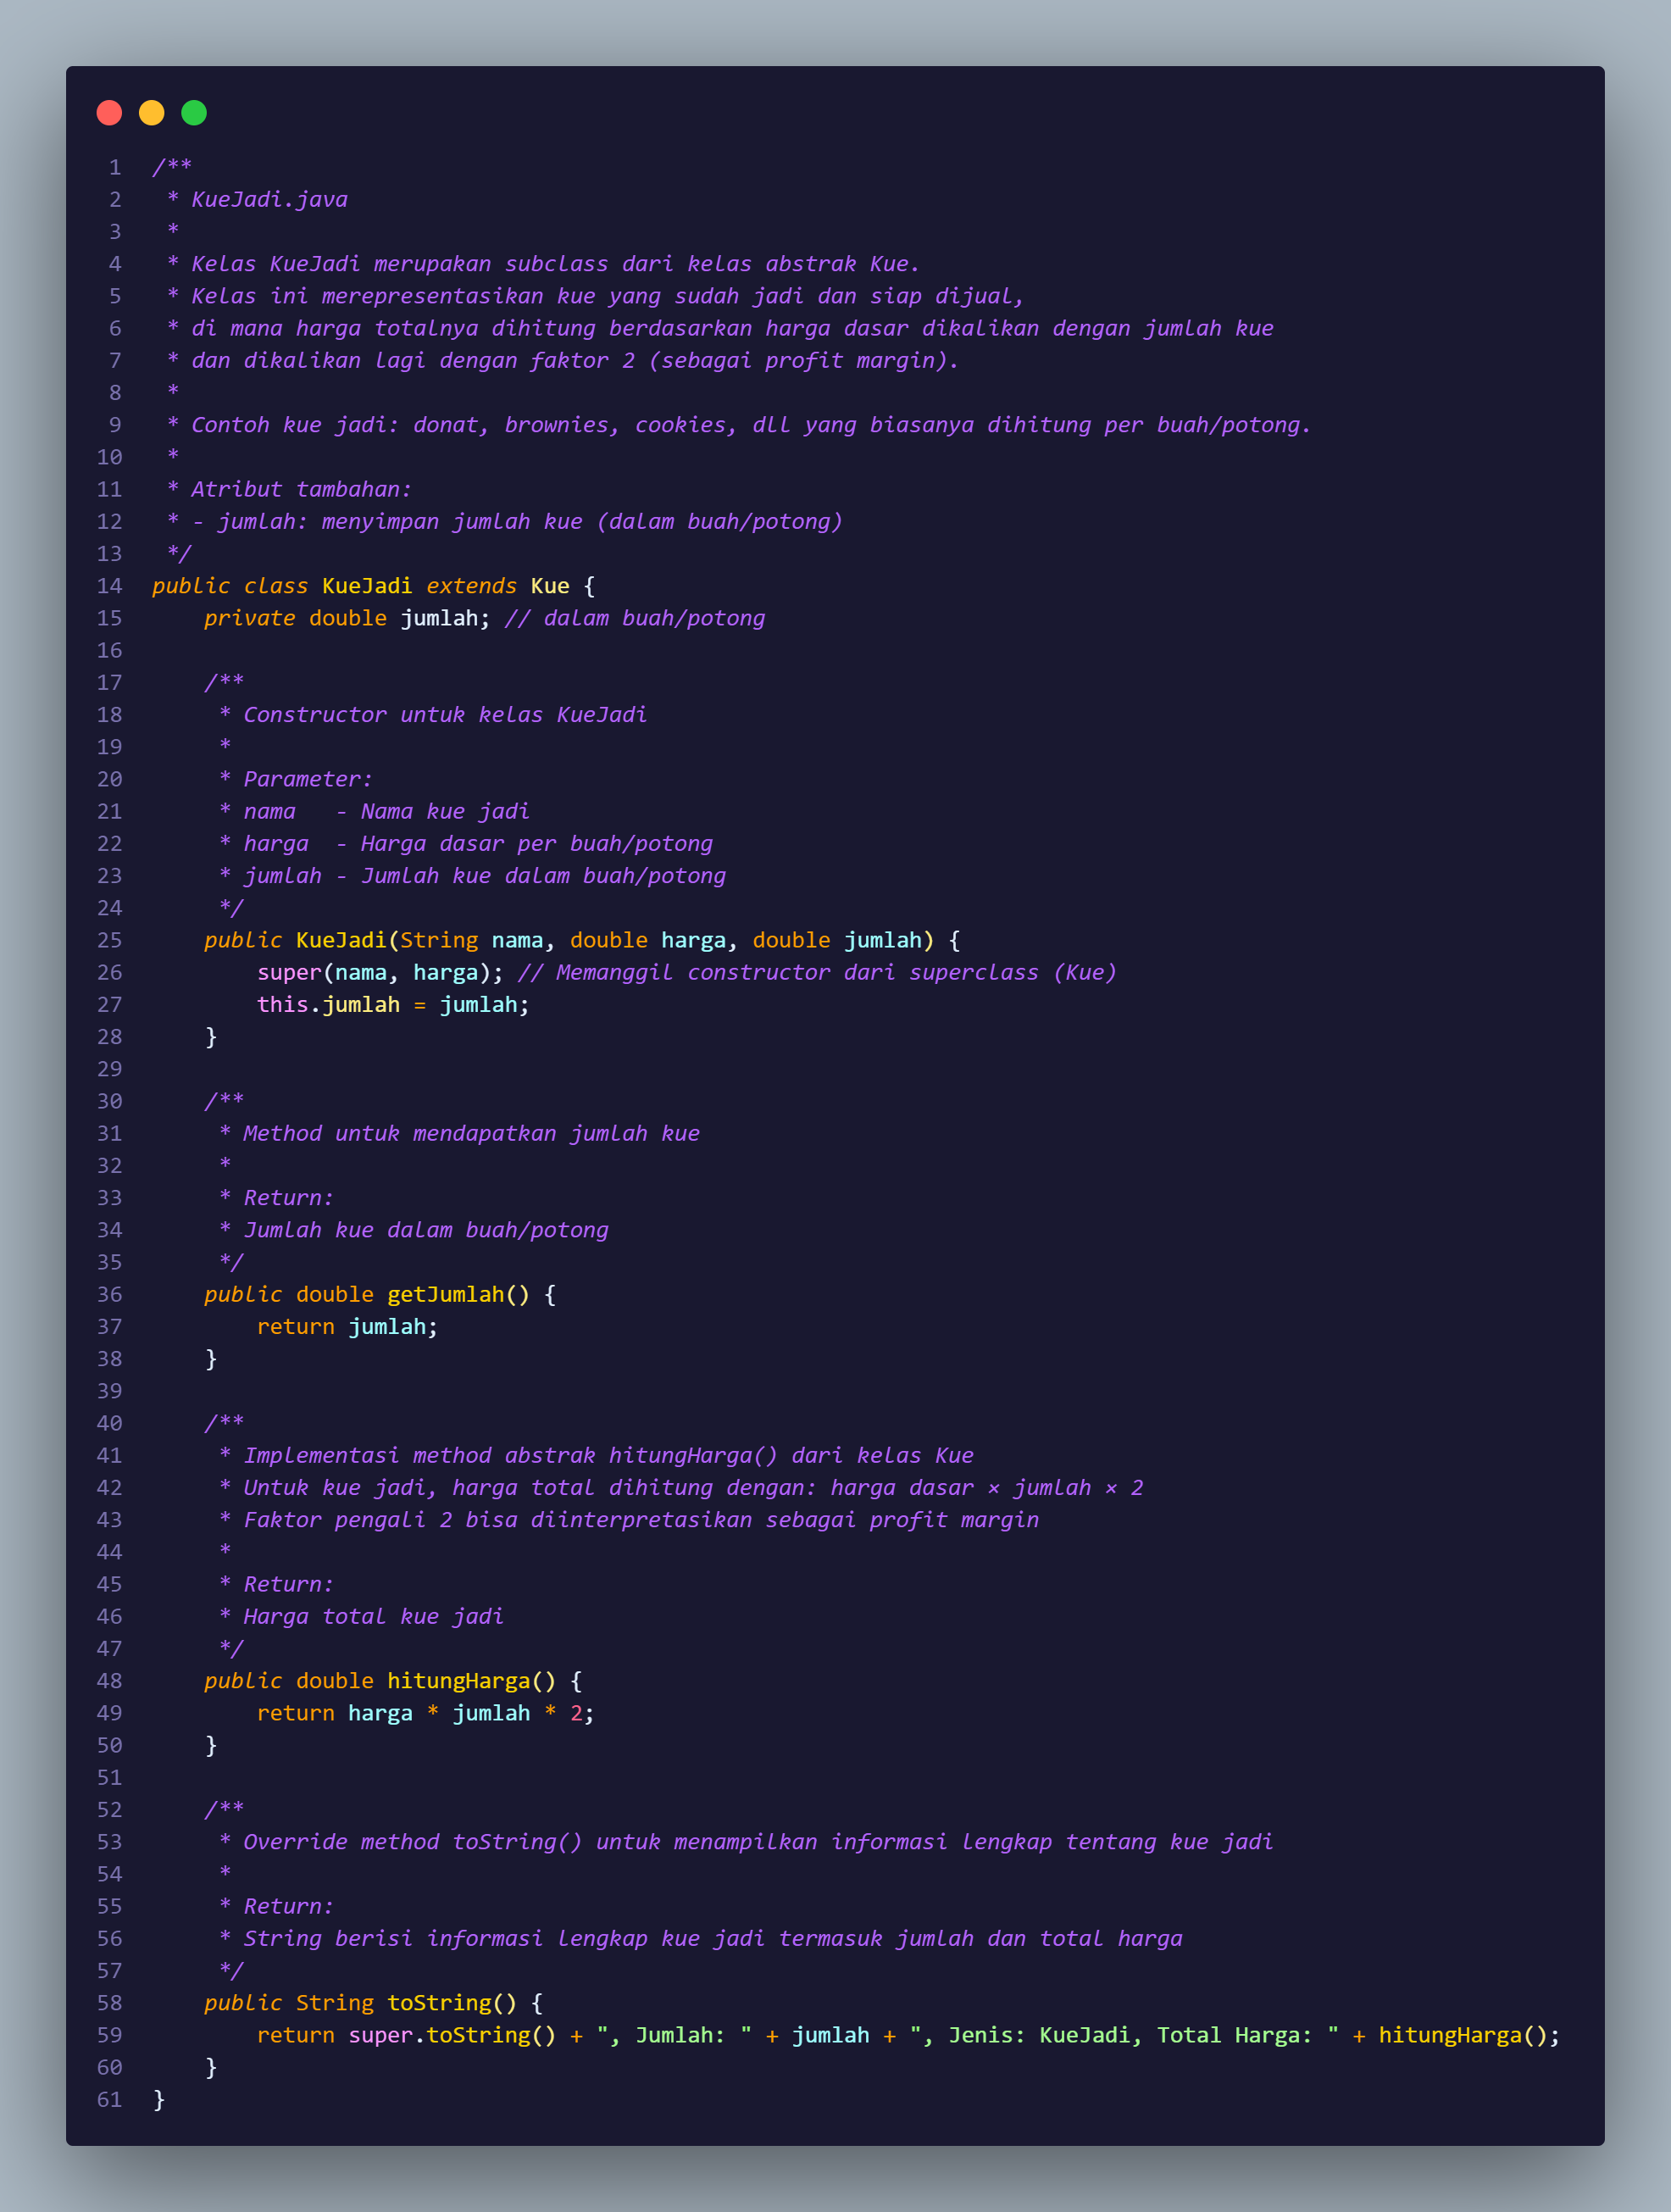 1 /**
2  * KueJadi.java
3  *
4  * Kelas KueJadi merupakan subclass dari kelas abstrak Kue.
5  * Kelas ini merepresentasikan kue yang sudah jadi dan siap dijual,
6  * di mana harga totalnya dihitung berdasarkan harga dasar dikalikan dengan jumlah kue
7  * dan dikalikan lagi dengan faktor 2 (sebagai profit margin).
8  *
9  * Contoh kue jadi: donat, brownies, cookies, dll yang biasanya dihitung per buah/potong.
10  *
11  * Atribut tambahan:
12  * - jumlah: menyimpan jumlah kue (dalam buah/potong)
13  */
14 public class KueJadi extends Kue {
15     private double jumlah; // dalam buah/potong
16
17     /**
18      * Constructor untuk kelas KueJadi
19      *
20      * Parameter:
21      * nama   - Nama kue jadi
22      * harga  - Harga dasar per buah/potong
23      * jumlah - Jumlah kue dalam buah/potong
24      */
25     public KueJadi(String nama, double harga, double jumlah) {
26         super(nama, harga); // Memanggil constructor dari superclass (Kue)
27         this.jumlah = jumlah;
28     }
29
30     /**
31      * Method untuk mendapatkan jumlah kue
32      *
33      * Return:
34      * Jumlah kue dalam buah/potong
35      */
36     public double getJumlah() {
37         return jumlah;
38     }
39
40     /**
41      * Implementasi method abstrak hitungHarga() dari kelas Kue
42      * Untuk kue jadi, harga total dihitung dengan: harga dasar × jumlah × 2
43      * Faktor pengali 2 bisa diinterpretasikan sebagai profit margin
44      *
45      * Return:
46      * Harga total kue jadi
47      */
48     public double hitungHarga() {
49         return harga * jumlah * 2;
50     }
51
52     /**
53      * Override method toString() untuk menampilkan informasi lengkap tentang kue jadi
54      *
55      * Return:
56      * String berisi informasi lengkap kue jadi termasuk jumlah dan total harga
57      */
58     public String toString() {
59         return super.toString() + ", Jumlah: " + jumlah + ", Jenis: KueJadi, Total Harga: " + hitungHarga();
60     }
61 }